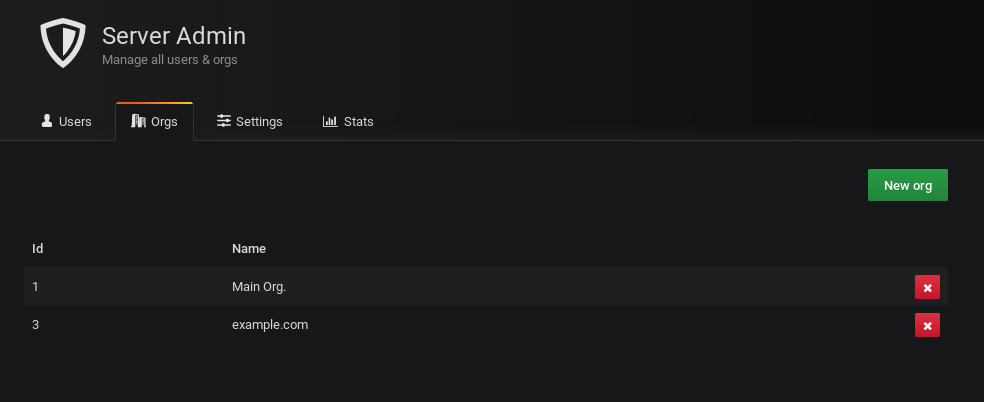 Server Admin
Manage all users & orgs
Users Orgs Settings Stats
New org
Id Name
1 Main Org.
3 example.com